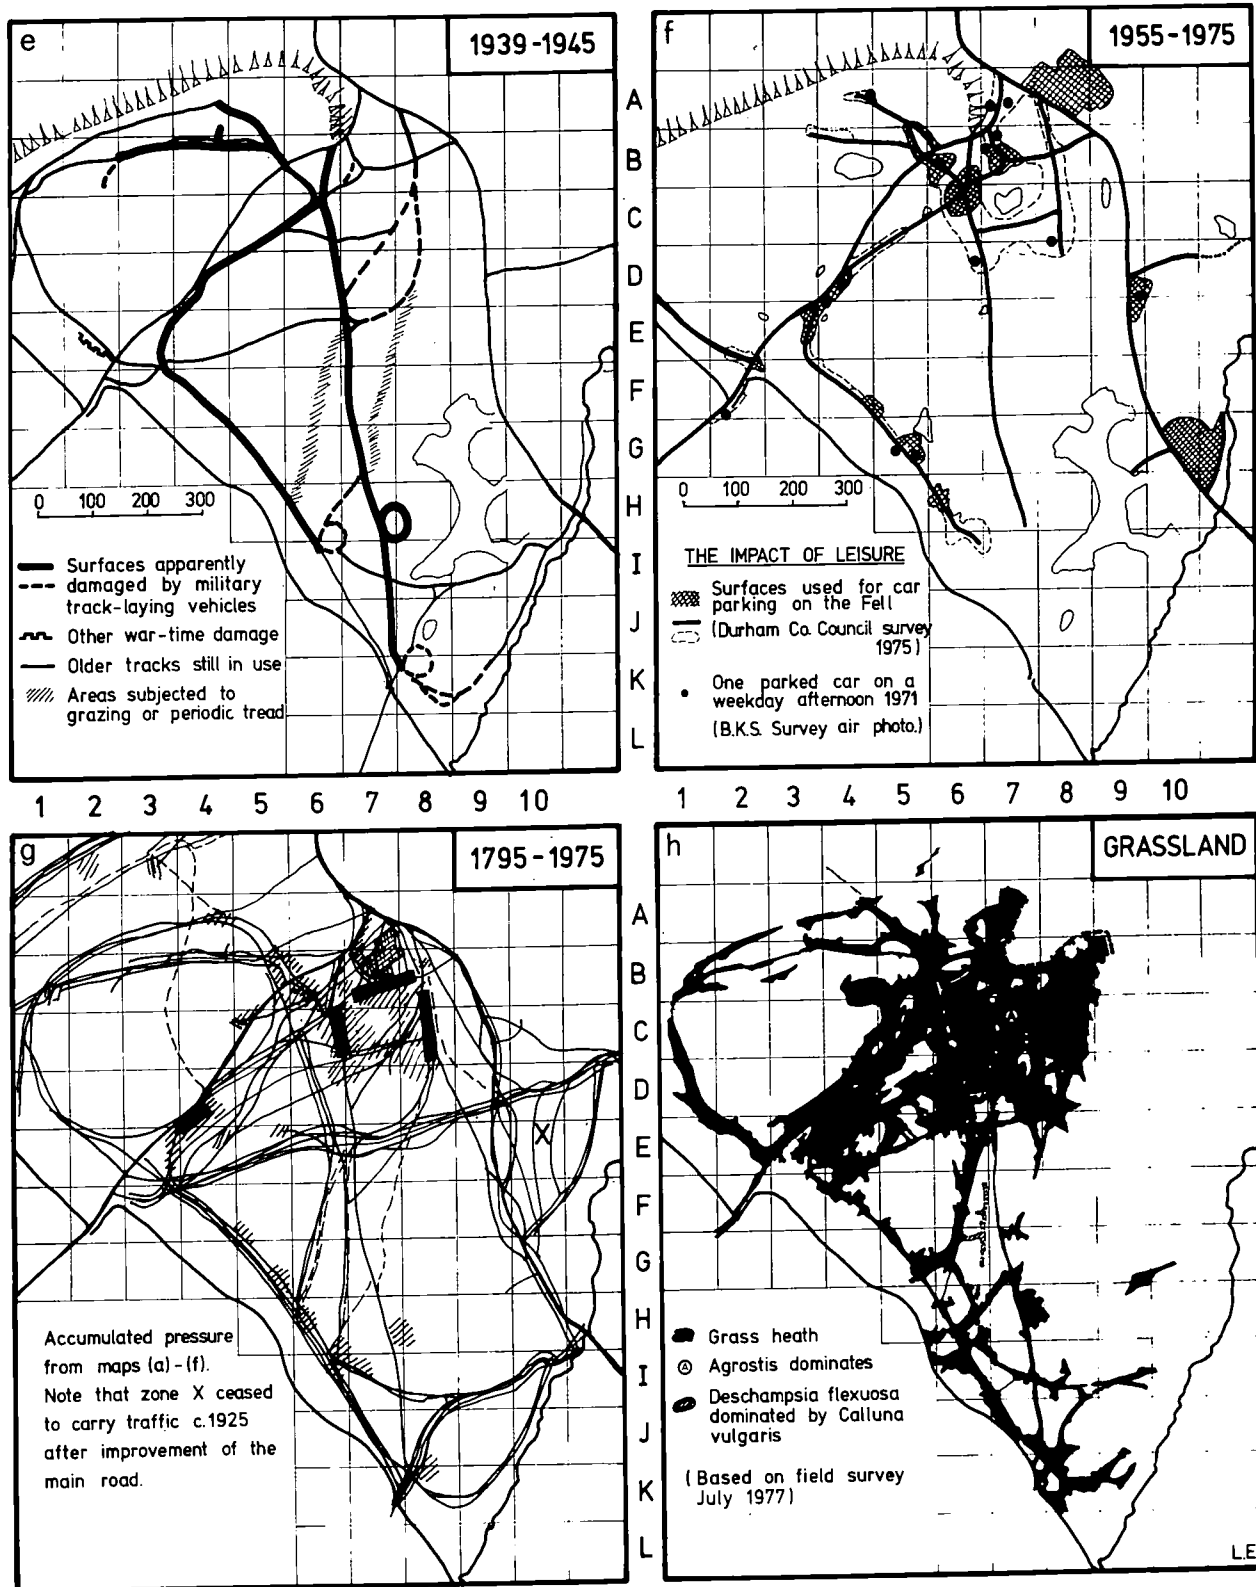 e
1939-1945
0 100 200 300
Surfaces apparently
damaged by military
track-laying vehicles
Other war-time damage
Older tracks still in use
Areas subjected to
grazing or periodic tread
A
B
C
D
E
F
G
H
I
J
K
L
f
1955-1975
0 100 200 300
THE IMPACT OF LEISURE
Surfaces used for car
parking on the Fell
(Durham Co. Council survey
1975)
One parked car on a
weekday afternoon 1971
(B.K.S. Survey air photo.)
1 2 3 4 5 6 7 8 9 10
1 2 3 4 5 6 7 8 9 10
g
1795-1975
X
Accumulated pressure
from maps (a)-(f).
Note that zone X ceased
to carry traffic c.1925
after improvement of the
main road.
A
B
C
D
E
F
G
H
I
J
K
L
h
GRASSLAND
A
Grass heath
A Agrostis dominates
Deschampsia flexuosa
dominated by Calluna
vulgaris
(Based on field survey
July 1977)
L.E